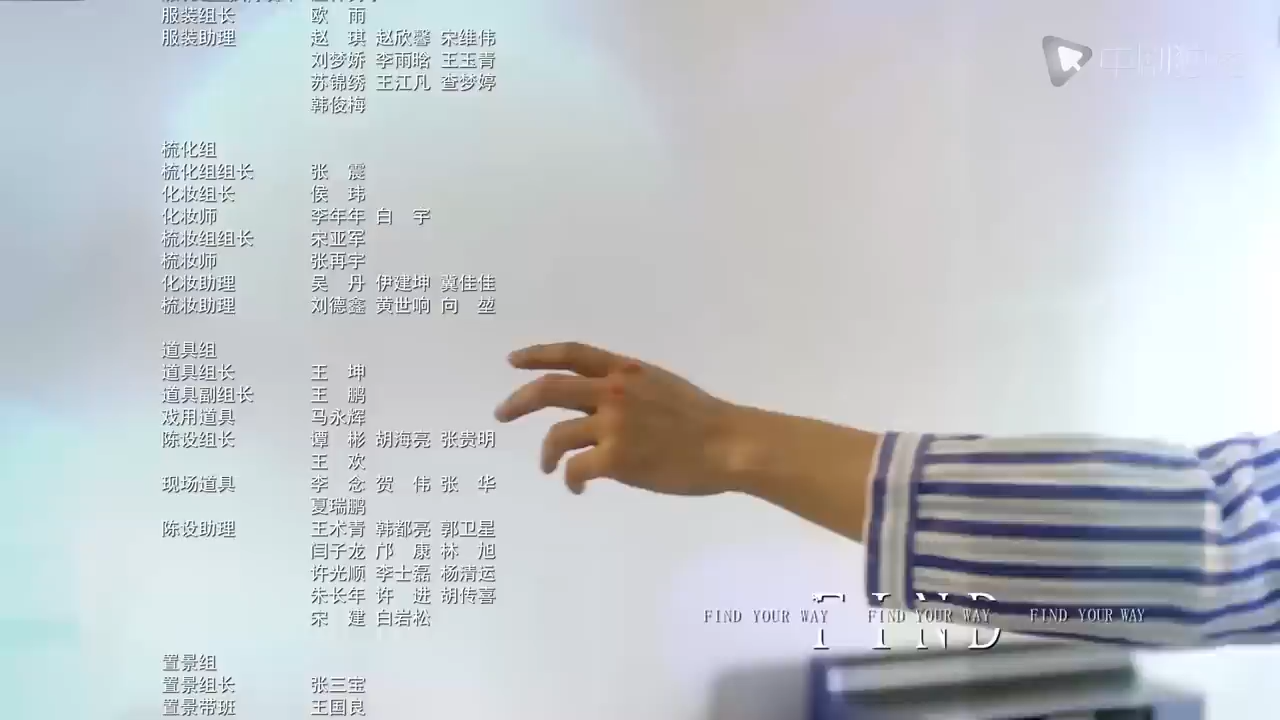 服装组长 欧 雨
服装助理 赵 琪 赵欣馨 宋维伟
刘梦娇 李雨晗 王玉青
苏锦绣 王江凡 查梦婷
韩俊梅
梳化组
梳化组组长 张 震
化妆组长 侯 玮
化妆师 李年年 白 宇
梳妆组组长 宋亚军
梳妆师 张再宇
化妆助理 吴 丹 伊建坤 冀佳佳
梳妆助理 刘德鑫 黄世响 向 堃
道具组
道具组长 王 坤
道具副组长 王 鹏
戏用道具 马永辉
陈设组长 谭 彬 胡海亮 张贵明
王 欢
现场道具 李 念 贺 伟 张 华
夏瑞鹏
陈设助理 王术青 韩都亮 郭卫星
闫子龙 邝 康 林 旭
许光顺 李士磊 杨清运
朱长年 许 进 胡传喜
宋 建 白岩松
置景组
置景组长 张三宝
置景带班 王国良
FIND
FIND YOUR WAY FIND YOUR WAY FIND YOUR WAY